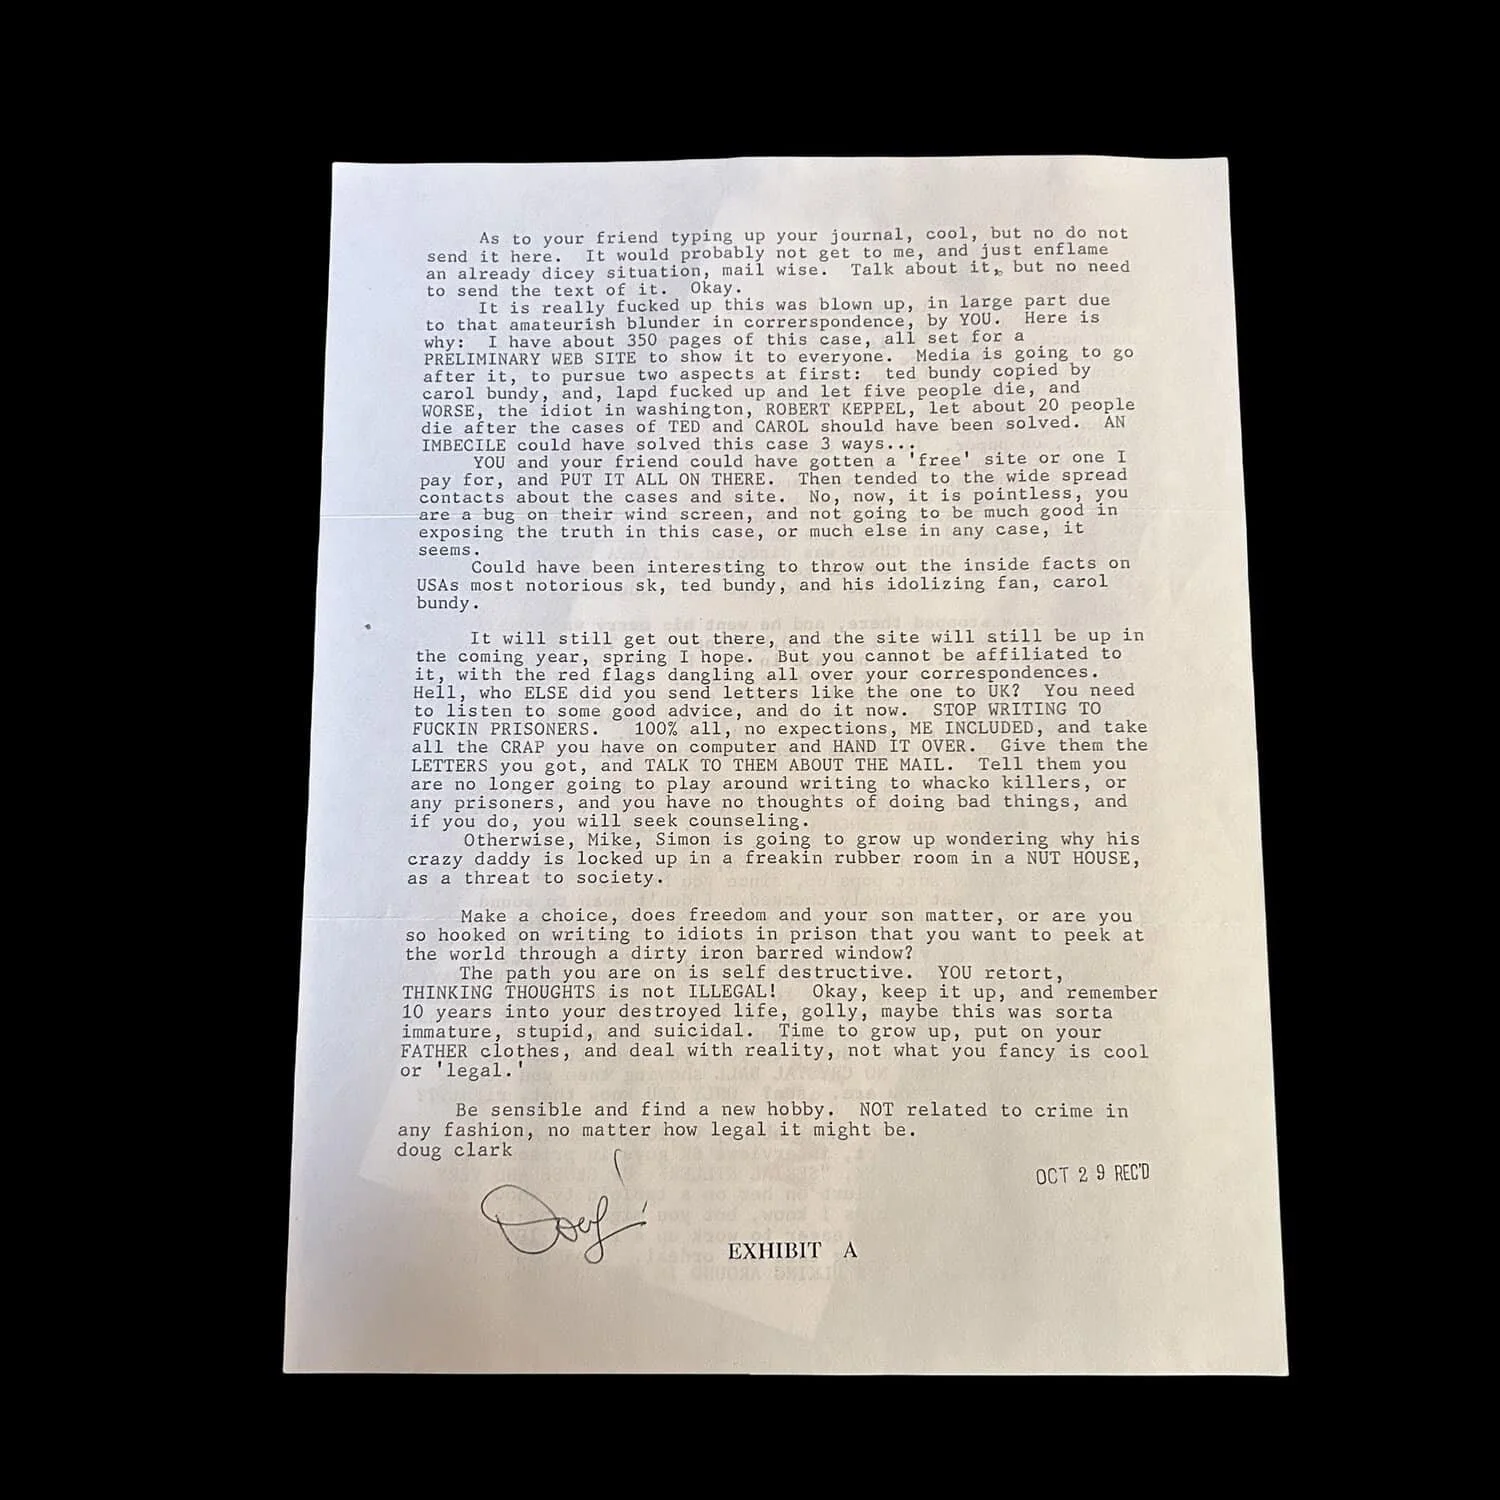 As to your friend typing up your journal, cool, but no do not
send it here. It would probably not get to me, and just enflame
an already dicey situation, mail wise. Talk about it, but no need
to send the text of it. Okay.
It is really fucked up this was blown up, in large part due
to that amateurish blunder in correrspondence, by YOU. Here is
why: I have about 350 pages of this case, all set for a
PRELIMINARY WEB SITE to show it to everyone. Media is going to go
after it, to pursue two aspects at first: ted bundy copied by
carol bundy, and, lapd fucked up and let five people die, and
WORSE, the idiot in washington, ROBERT KEPPEL, let about 20 people
die after the cases of TED and CAROL should have been solved. AN
IMBECILE could have solved this case 3 ways...
YOU and your friend could have gotten a 'free' site or one I
pay for, and PUT IT ALL ON THERE. Then tended to the wide spread
contacts about the cases and site. No, now, it is pointless, you
are a bug on their wind screen, and not going to be much good in
exposing the truth in this case, or much else in any case, it
seems.
Could have been interesting to throw out the inside facts on
USAs most notorious sk, ted bundy, and his idolizing fan, carol
bundy.
It will still get out there, and the site will still be up in
the coming year, spring I hope. But you cannot be affiliated to
it, with the red flags dangling all over your correspondences.
Hell, who ELSE did you send letters like the one to UK? You need
to listen to some good advice, and do it now. STOP WRITING TO
FUCKIN PRISONERS. 100% all, no expections, ME INCLUDED, and take
all the CRAP you have on computer and HAND IT OVER. Give them the
LETTERS you got, and TALK TO THEM ABOUT THE MAIL. Tell them you
are no longer going to play around writing to whacko killers, or
any prisoners, and you have no thoughts of doing bad things, and
if you do, you will seek counseling.
Otherwise, Mike, Simon is going to grow up wondering why his
crazy daddy is locked up in a freakin rubber room in a NUT HOUSE,
as a threat to society.
Make a choice, does freedom and your son matter, or are you
so hooked on writing to idiots in prison that you want to peek at
the world through a dirty iron barred window?
The path you are on is self destructive. YOU retort,
THINKING THOUGHTS is not ILLEGAL! Okay, keep it up, and remember
10 years into your destroyed life, golly, maybe this was sorta
immature, stupid, and suicidal. Time to grow up, put on your
FATHER clothes, and deal with reality, not what you fancy is cool
or 'legal.'
Be sensible and find a new hobby. NOT related to crime in
any fashion, no matter how legal it might be.
doug clark
OCT 29 REC'D
Doug
EXHIBIT A